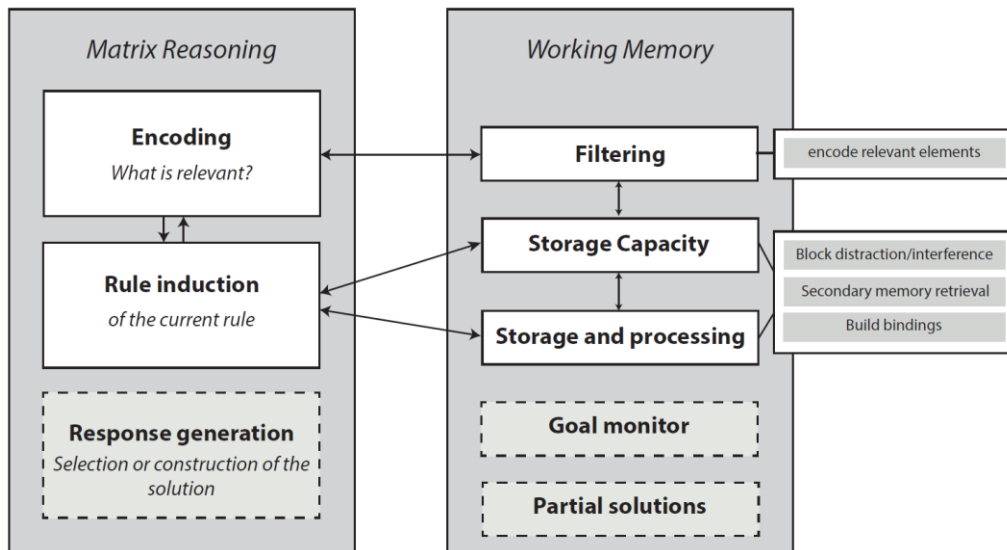 Matrix Reasoning
Encoding
What is relevant?
Rule induction
of the current rule
Response generation
Selection or construction of the
solution
Working Memory
Filtering
Storage Capacity
Storage and processing
Goal monitor
Partial solutions
encode relevant elements
Block distraction/interference
Secondary memory retrieval
Build bindings